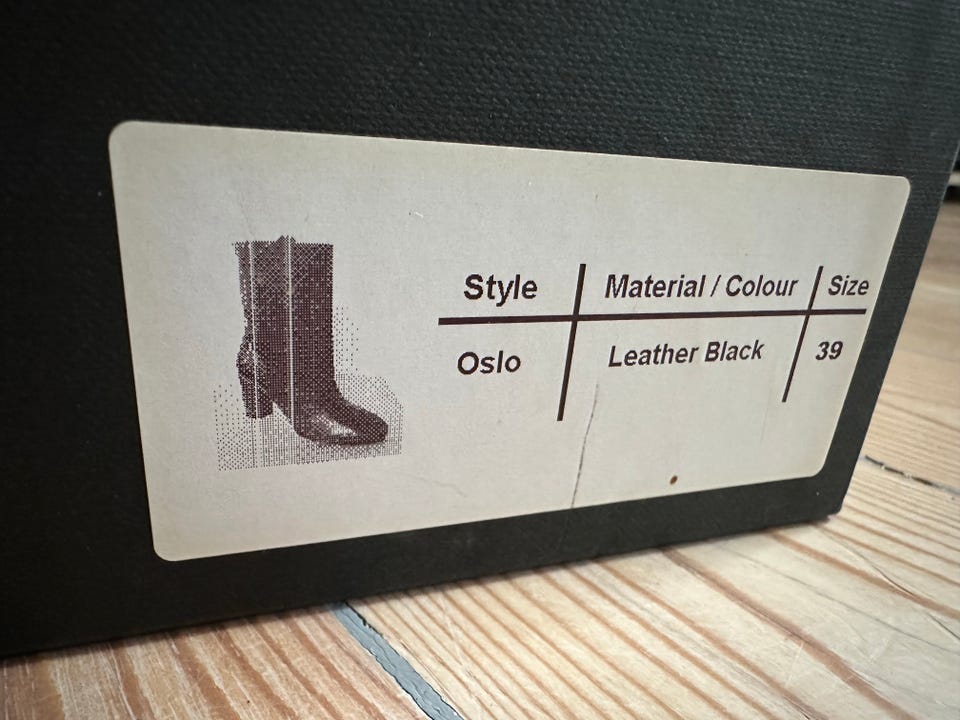 Style Material / Colour Size
Oslo Leather Black 39